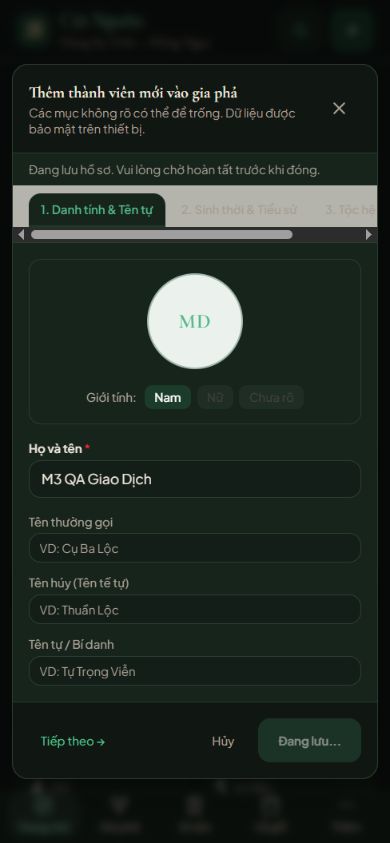 Thêm thành viên mới vào gia phả
Các mục không rõ có thể để trống. Dữ liệu được
bảo mật trên thiết bị.
Đang lưu hồ sơ. Vui lòng chờ hoàn tất trước khi đóng.
1. Danh tính & Tên tự 2. Sinh thời & Tiểu sử 3. Tộc hệ
MD
Giới tính: Nam Nữ Chưa rõ
Họ và tên *
M3 QA Giao Dịch
Tên thường gọi
VD: Cụ Ba Lộc
Tên húy (Tên tế tự)
VD: Thuần Lộc
Tên tự / Bí danh
VD: Tự Trọng Viễn
Tiếp theo → Hủy Đang lưu...